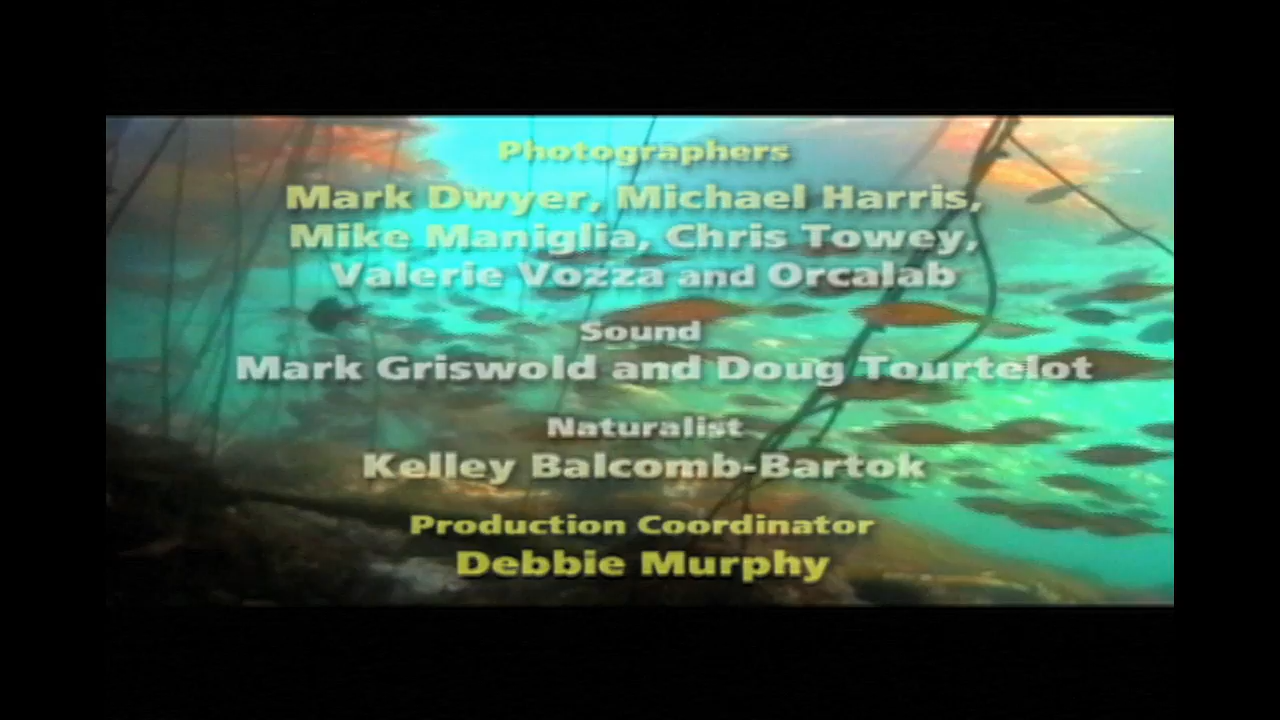 Photographers
Mark Dwyer, Michael Harris,
Mike Maniglia, Chris Towey,
Valerie Vozza and Orcalab
Sound
Mark Griswold and Doug Tourtelot
Naturalist
Kelley Balcomb-Bartok
Production Coordinator
Debbie Murphy